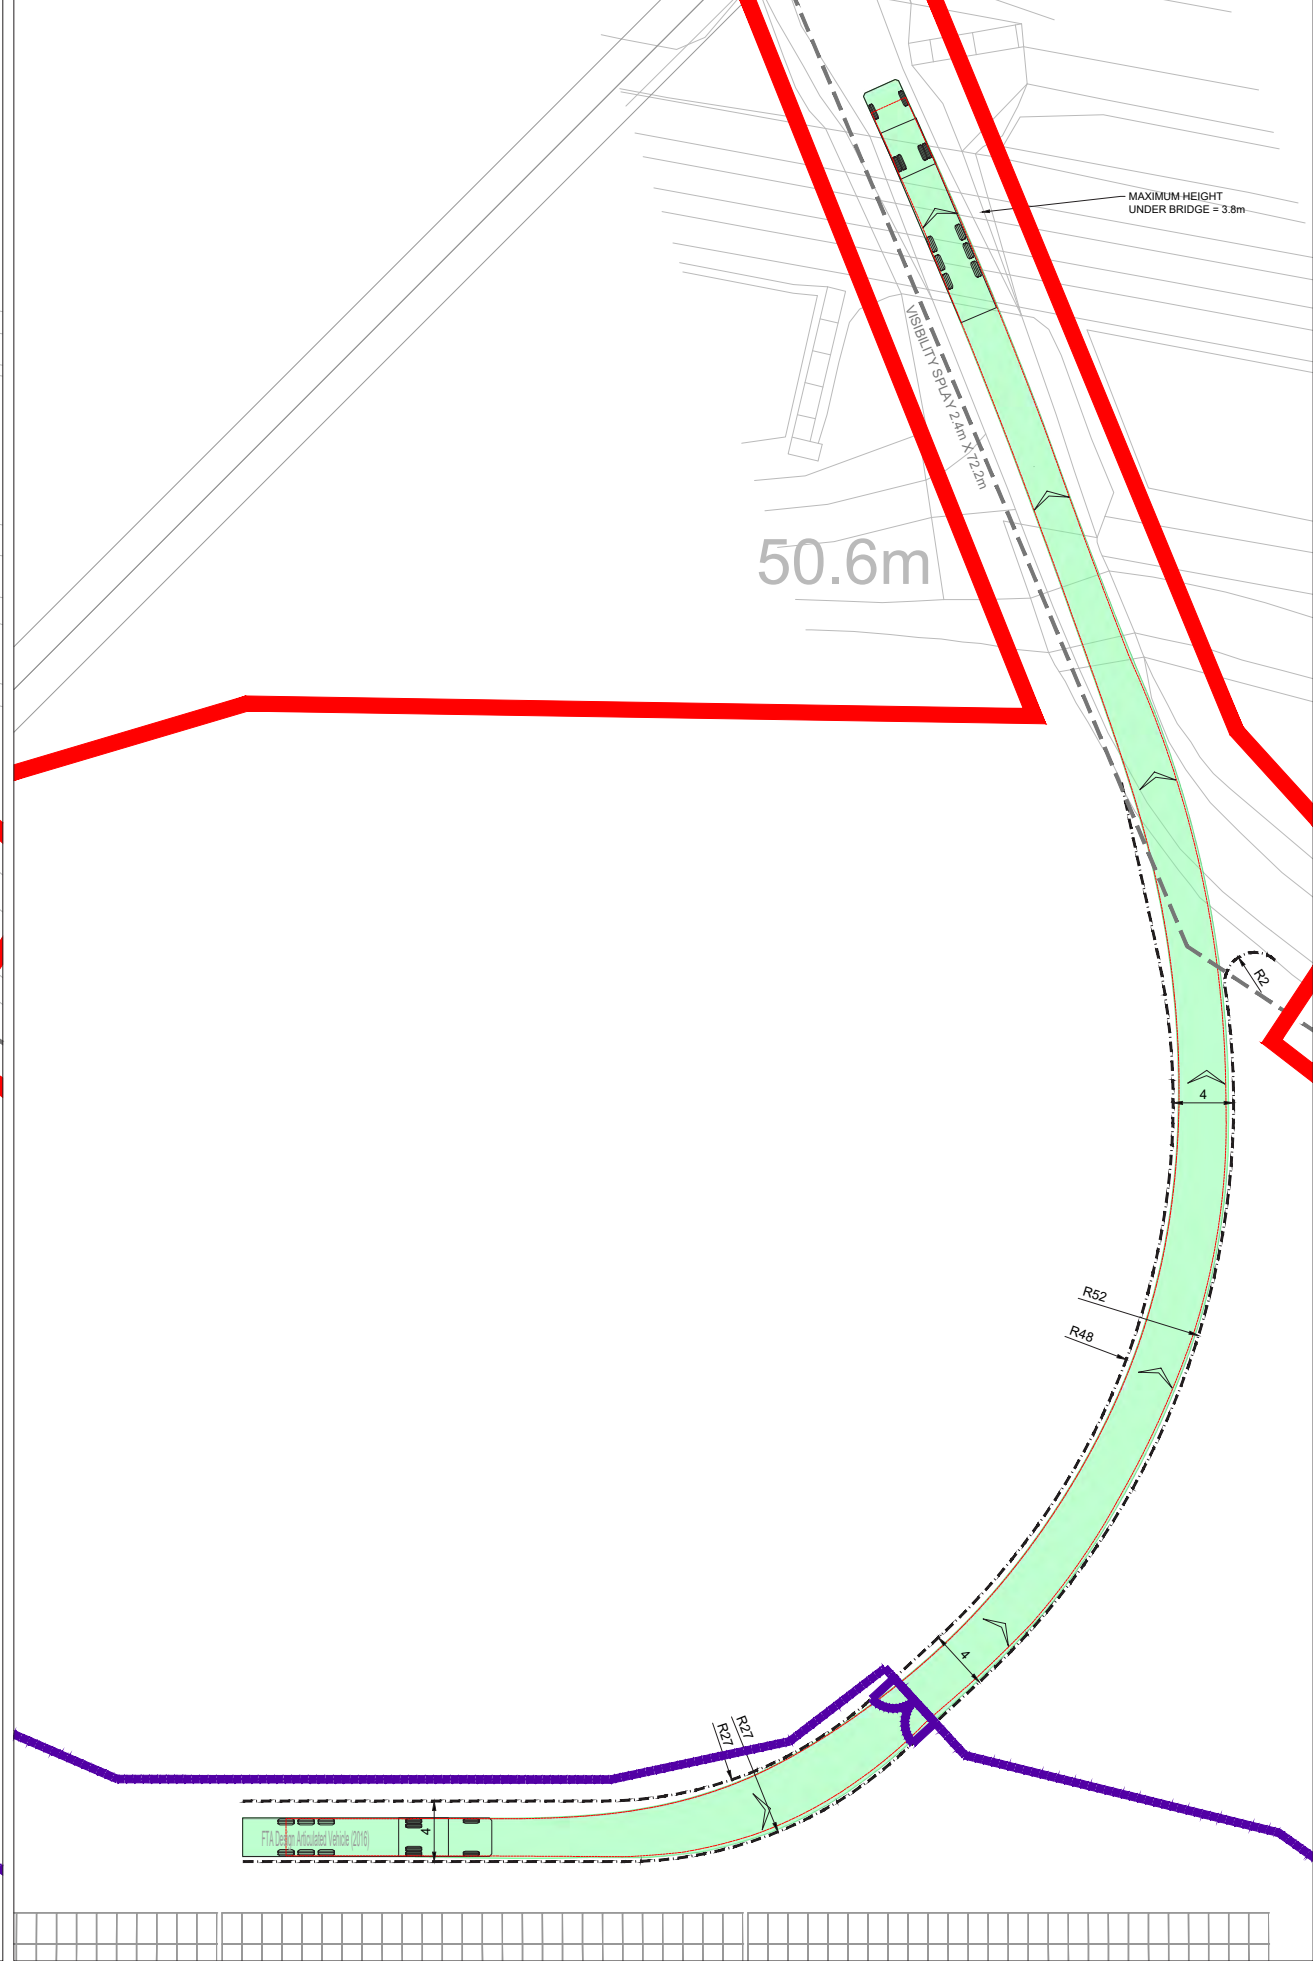 MAXIMUM HEIGHT
UNDER BRIDGE = 3.8m
VISIBILITY SPLAY 2.4m X 72.2m
50.6m
R2
4
R52
R48
4
R27
R27
4
FTA Design Articulated Vehicle (2016)